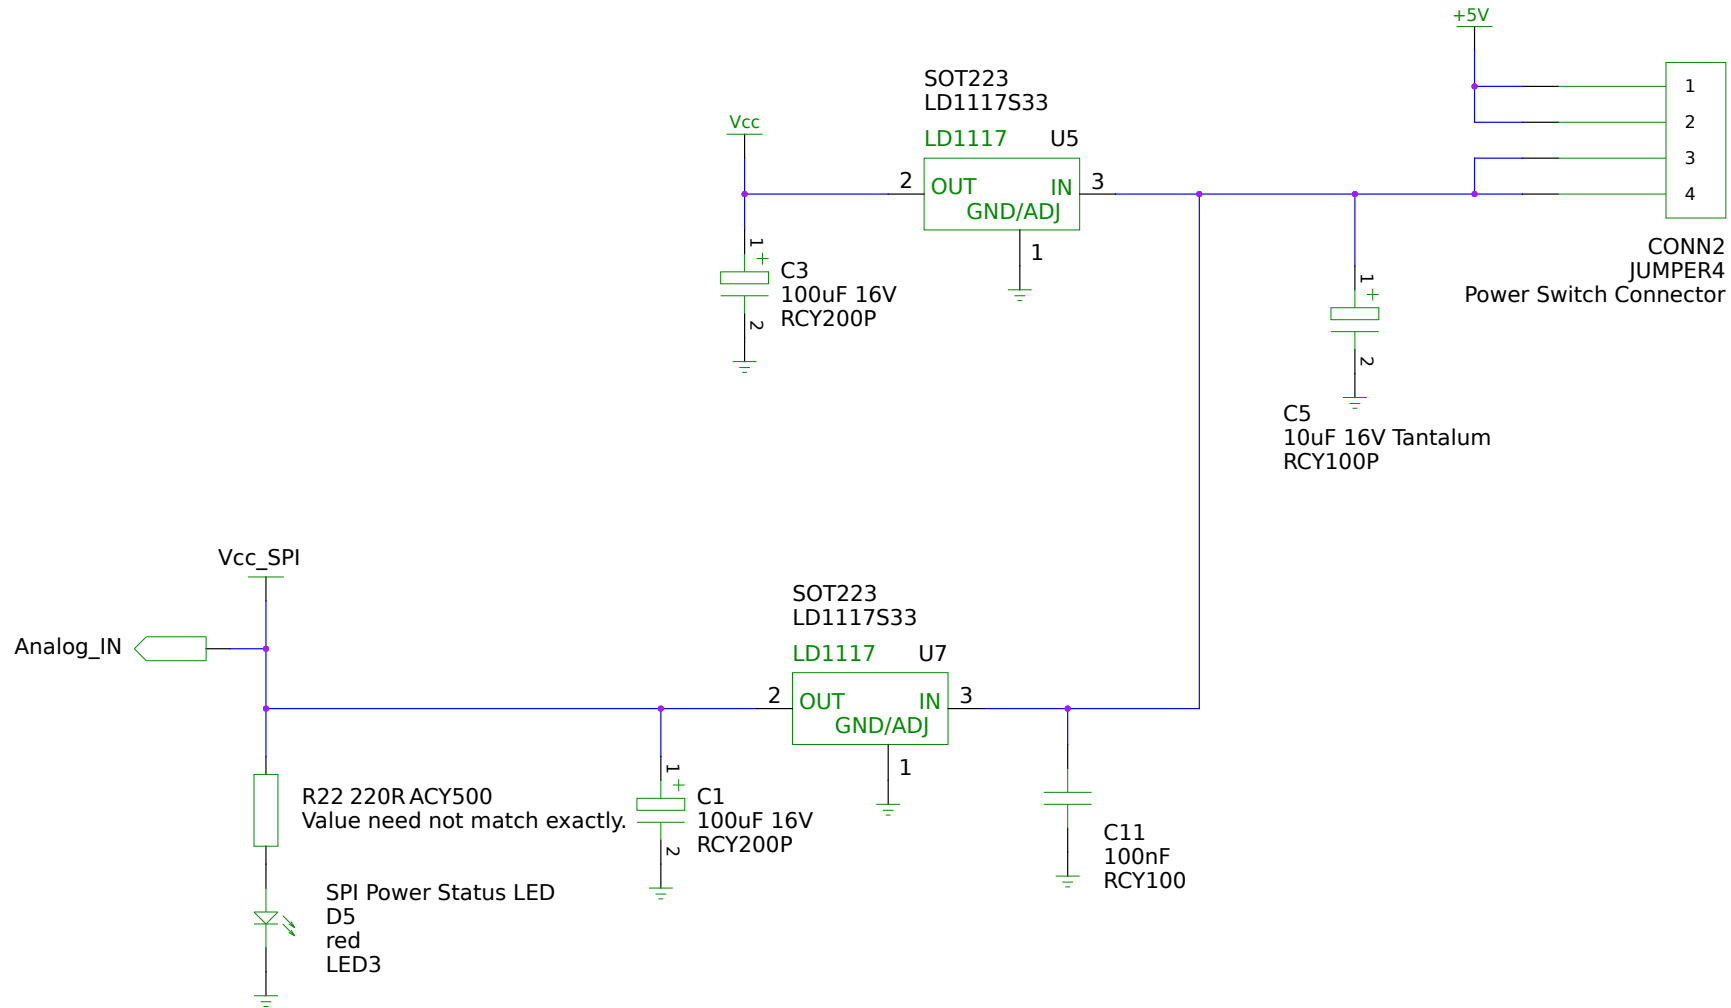 +5V
1
2
3
4
CONN2
JUMPER4
Power Switch Connector
SOT223
LD1117S33
LD1117 U5
2 OUT IN 3
GND/ADJ
1
Vcc
1
+
C3
100uF 16V
RCY200P
2
1
+
2
C5
10uF 16V Tantalum
RCY100P
Vcc_SPI
Analog_IN
SOT223
LD1117S33
LD1117 U7
2 OUT IN 3
GND/ADJ
1
R22 220R ACY500
Value need not match exactly.
1
+
C1
100uF 16V
RCY200P
2
C11
100nF
RCY100
SPI Power Status LED
D5
red
LED3